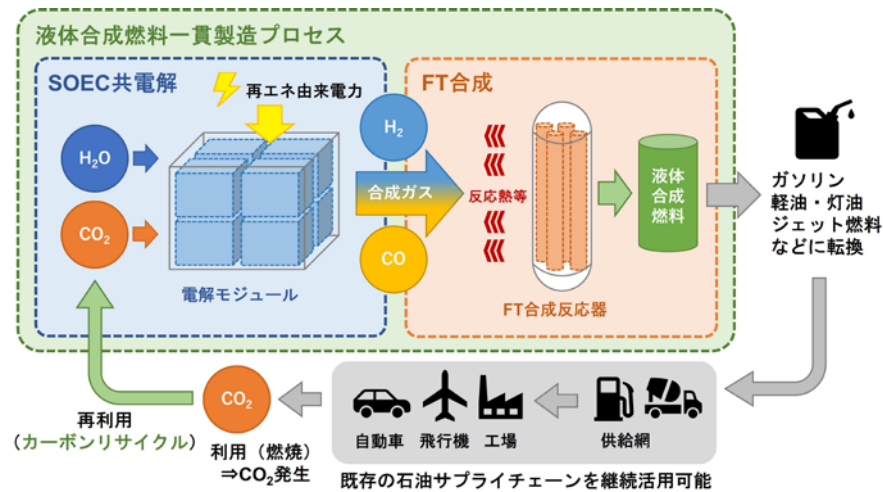 液体合成燃料一貫製造プロセス
SOEC共電解
再エネ由来電力
H₂O
CO₂
電解モジュール
H₂
合成ガス
CO
FT合成
反応熱等
FT合成反応器
液体
合成
燃料
ガソリン
軽油・灯油
ジェット燃料
などに転換
供給網
工場
飛行機
自動車
既存の石油サプライチェーンを継続活用可能
CO₂
利用（燃焼）
⇒CO₂発生
再利用
（カーボンリサイクル）